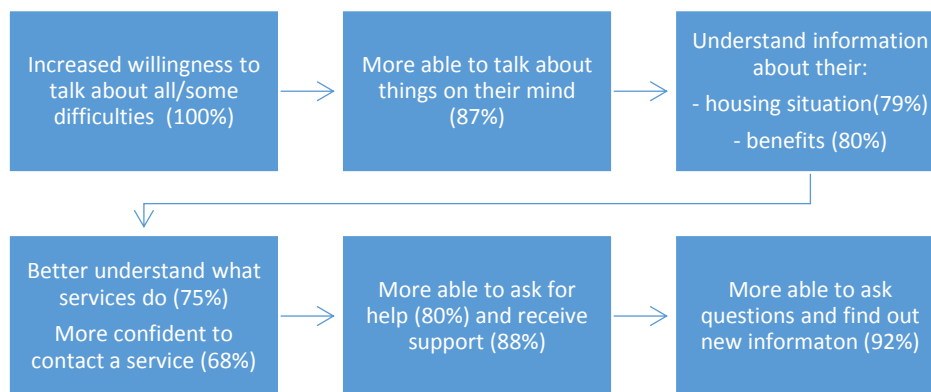 Increased willingness to
talk about all/some
difficulties (100%)
More able to talk about
things on their mind
(87%)
Understand information
about their:
- housing situation(79%)
- benefits (80%)
Better understand what
services do (75%)
More confident to
contact a service (68%)
More able to ask for
help (80%) and receive
support (88%)
More able to ask
questions and find out
new informaton (92%)